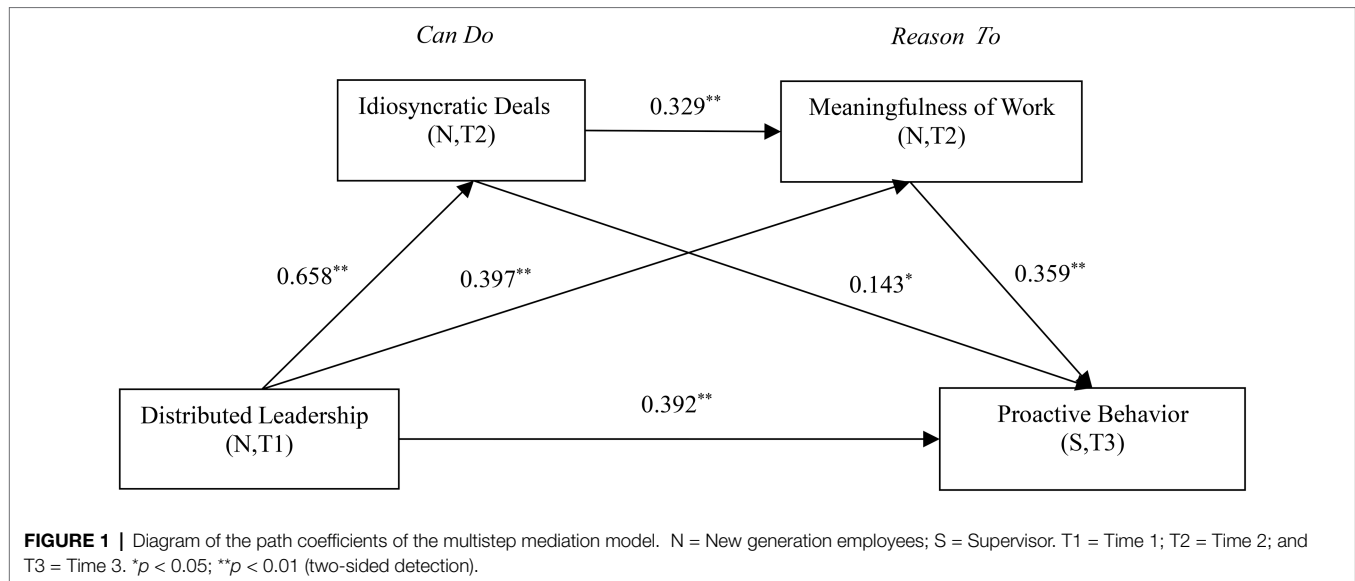 Can Do
Reason To
Idiosyncratic Deals
(N,T2)
0.329**
Meaningfulness of Work
(N,T2)
0.658**
0.397**
0.143*
0.359**
Distributed Leadership
(N,T1)
0.392**
Proactive Behavior
(S,T3)
FIGURE 1 | Diagram of the path coefficients of the multistep mediation model. N = New generation employees; S = Supervisor. T1 = Time 1; T2 = Time 2; and
T3 = Time 3. *p < 0.05; **p < 0.01 (two-sided detection).